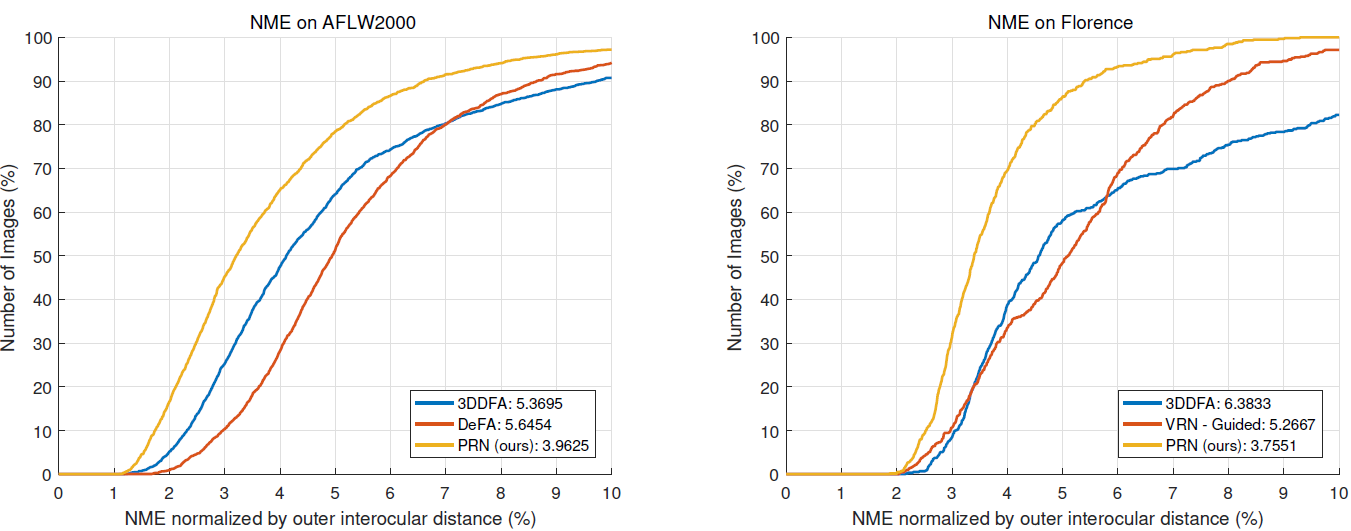 NME on AFLW2000
Number of Images (%)
100
90
80
70
60
50
40
30
20
10
0
0 1 2 3 4 5 6 7 8 9 10
NME normalized by outer interocular distance (%)
3DDFA: 5.3695
DeFA: 5.6454
PRN (ours): 3.9625
NME on Florence
Number of Images (%)
100
90
80
70
60
50
40
30
20
10
0
0 1 2 3 4 5 6 7 8 9 10
NME normalized by outer interocular distance (%)
3DDFA: 6.3833
VRN - Guided: 5.2667
PRN (ours): 3.7551